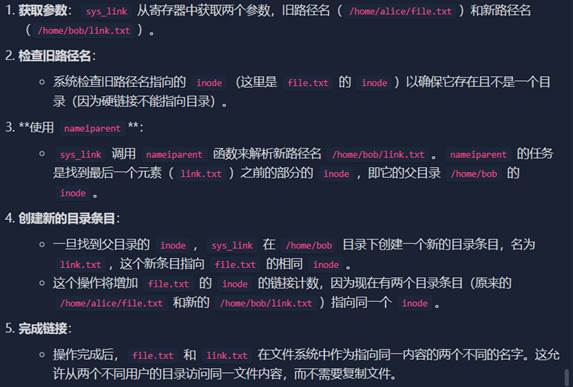 1. 获取参数： sys_link 从寄存器中获取两个参数，旧路径名（ /home/alice/file.txt ）和新路径名
（ /home/bob/link.txt ）。
2. 检查旧路径名：
系统检查旧路径名指向的 inode （这里是 file.txt 的 inode ）以确保它存在且不是一个目
录（因为硬链接不能指向目录）。
3. **使用 nameiparent **：
sys_link 调用 nameiparent 函数来解析新路径名 /home/bob/link.txt 。 nameiparent 的任务
是找到最后一个元素（ link.txt ）之前的部分的 inode ，即它的父目录 /home/bob 的
inode 。
4. 创建新的目录条目：
一旦找到父目录的 inode ， sys_link 在 /home/bob 目录下创建一个新的目录条目，名为
link.txt ，这个新条目指向 file.txt 的相同 inode 。
这个操作将增加 file.txt 的 inode 的链接计数，因为现在有两个目录条目（原来的
/home/alice/file.txt 和新的 /home/bob/link.txt ）指向同一个 inode 。
5. 完成链接：
操作完成后， file.txt 和 link.txt 在文件系统中作为指向同一内容的两个不同的名字。这允
许从两个不同用户的目录访问同一文件内容，而不需要复制文件。